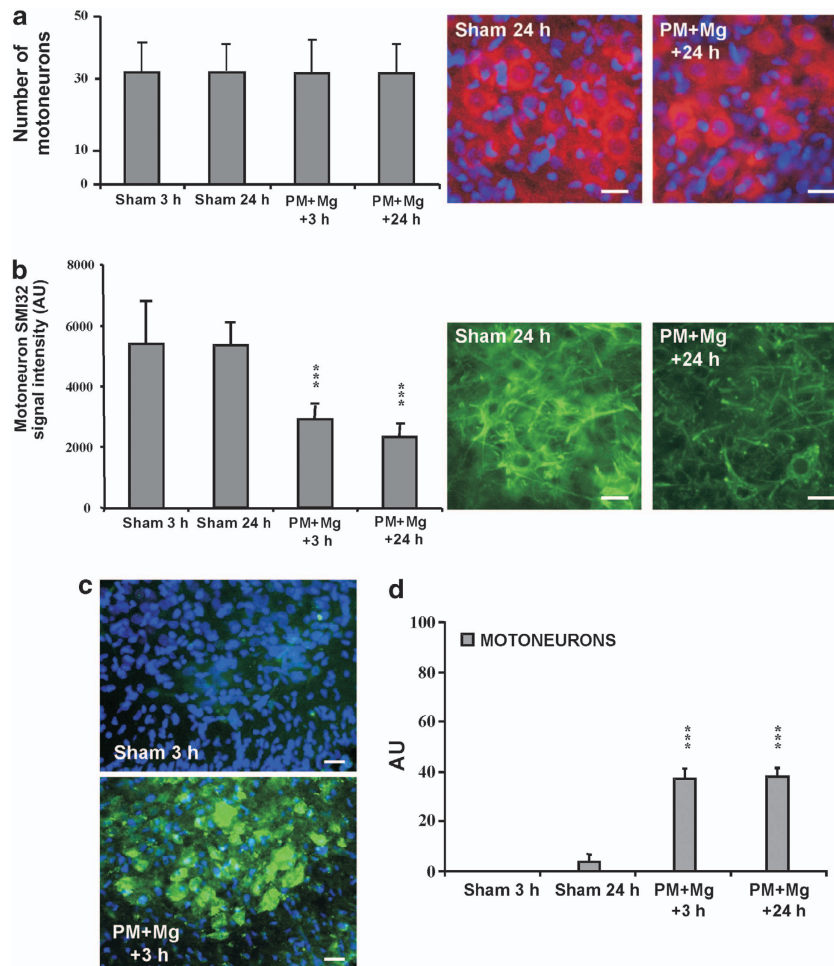 a
50
30
10
0
Number of
motoneurons
Sham 3 h
Sham 24 h
PM+Mg
+3 h
PM+Mg
+24 h
Sham 24 h
PM+Mg
+24 h
b
8000
6000
4000
2000
0
Motoneuron SMI32
signal intensity (AU)
***
***
Sham 3 h
Sham 24 h
PM+Mg
+3 h
PM+Mg
+24 h
Sham 24 h
PM+Mg
+24 h
c
Sham 3 h
PM+Mg
+3 h
d
100
80
60
40
20
0
AU
MOTONEURONS
***
***
Sham 3 h
Sham 24 h
PM+Mg
+3 h
PM+Mg
+24 h